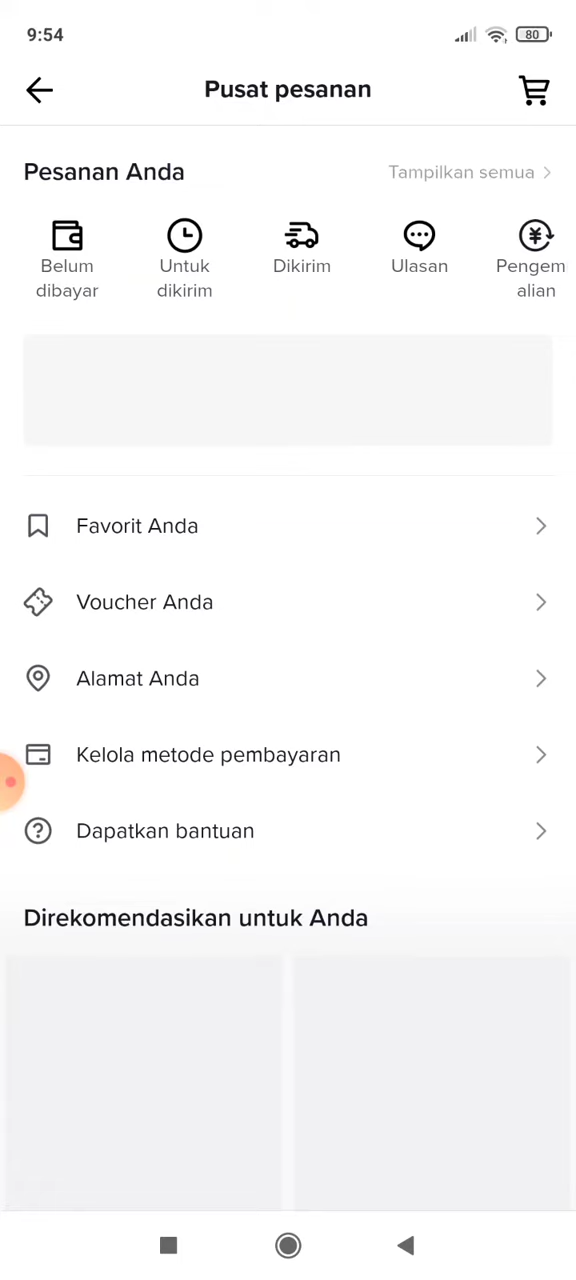 9:54
80
Pusat pesanan
Pesanan Anda
Tampilkan semua
Belum
dibayar
Untuk
dikirim
Dikirim
Ulasan
Pengem
alian
Favorit Anda
Voucher Anda
Alamat Anda
Kelola metode pembayaran
Dapatkan bantuan
Direkomendasikan untuk Anda